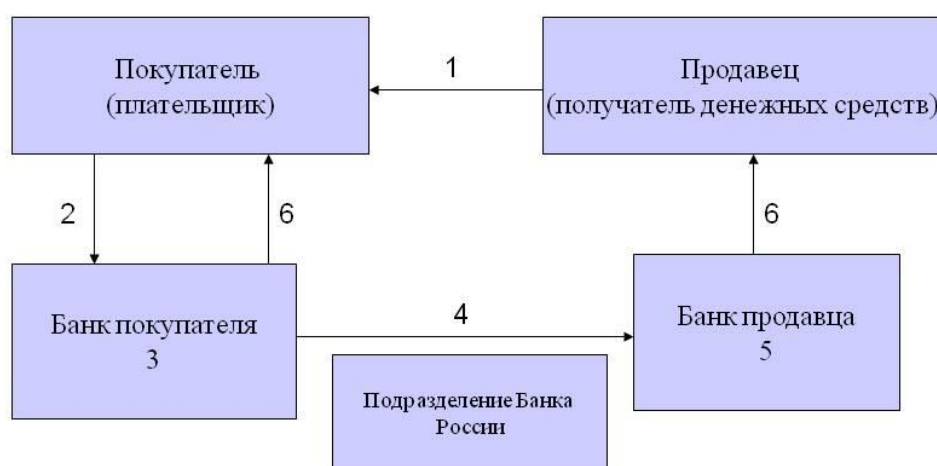 Покупатель
(плательщик)
1
Продавец
(получатель денежных средств)
2
6
6
Банк покупателя
3
4
Банк продавца
5
Подразделение Банка
России